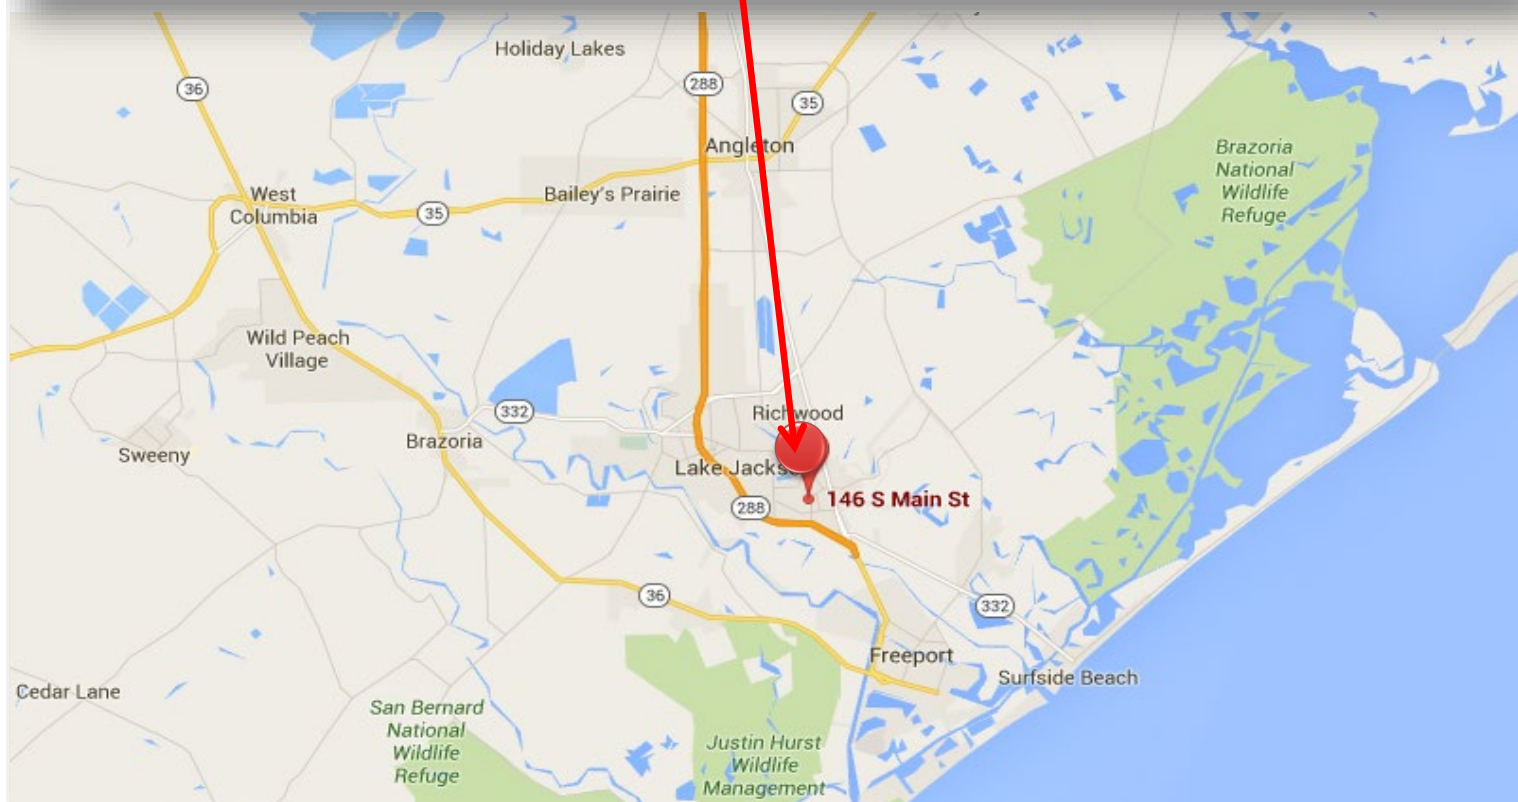 Holiday Lakes
36
288
35
Angleton
Brazoria
National
Wildlife
Refuge
West
Columbia
Bailey's Prairie
35
Wild Peach
Village
332
Richwood
Brazoria
Sweeny
Lake Jackso
146 S Main St
288
36
332
Freeport
Surfside Beach
Cedar Lane
San Bernard
National
Wildlife
Refuge
Justin Hurst
Wildlife
Management